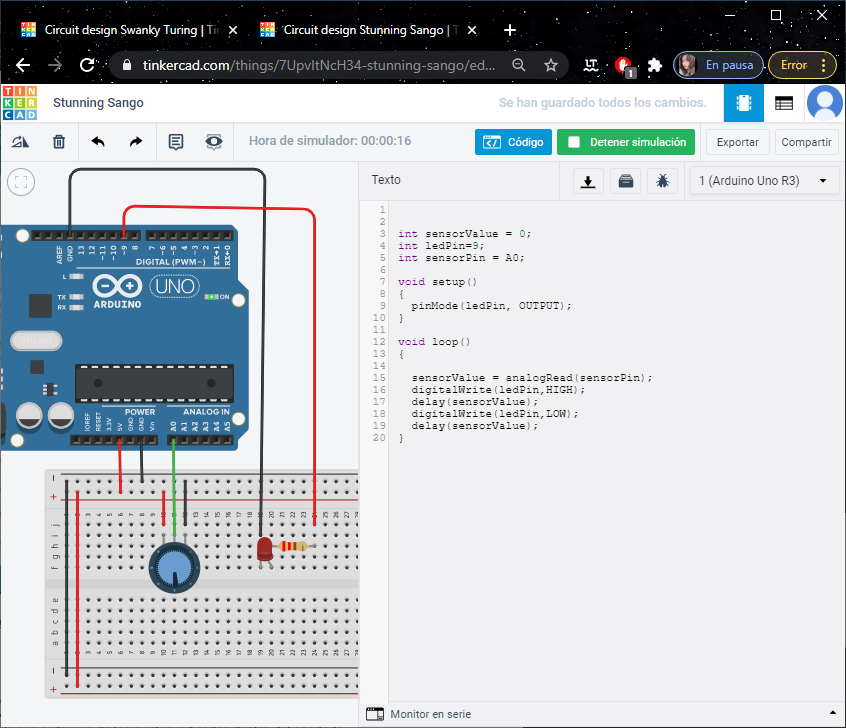 Circuit design Swanky Turing | Tin
Circuit design Stunning Sango | T
tinkercad.com/things/7UpvItNcH34-stunning-sango/ed...
1
En pausa
Error
TIN
KER
CAD
Stunning Sango
Se han guardado todos los cambios.
Hora de simulador: 00:00:16
Código
Detener simulación
Exportar
Compartir
Texto
1 (Arduino Uno R3)
1
2
3 int sensorValue = 0;
4 int ledPin=9;
5 int sensorPin = A0;
6
7 void setup()
8 {
9 pinMode(ledPin, OUTPUT);
10 }
11
12 void loop()
13 {
14
15 sensorValue = analogRead(sensorPin);
16 digitalWrite(ledPin,HIGH);
17 delay(sensorValue);
18 digitalWrite(ledPin,LOW);
19 delay(sensorValue);
20 }
AREF
GND
13
12
~11
~10
~9
8
7
~6
~5
4
~3
2
TX→1
RX←0
DIGITAL (PWM~)
L
TX
RX
ARDUINO
UNO
ON
POWER
ANALOG IN
IOREF
RESET
3.3V
5V
GND
GND
Vin
A0
A1
A2
A3
A4
A5
j
i
h
g
f
e
d
c
b
a
Monitor en serie